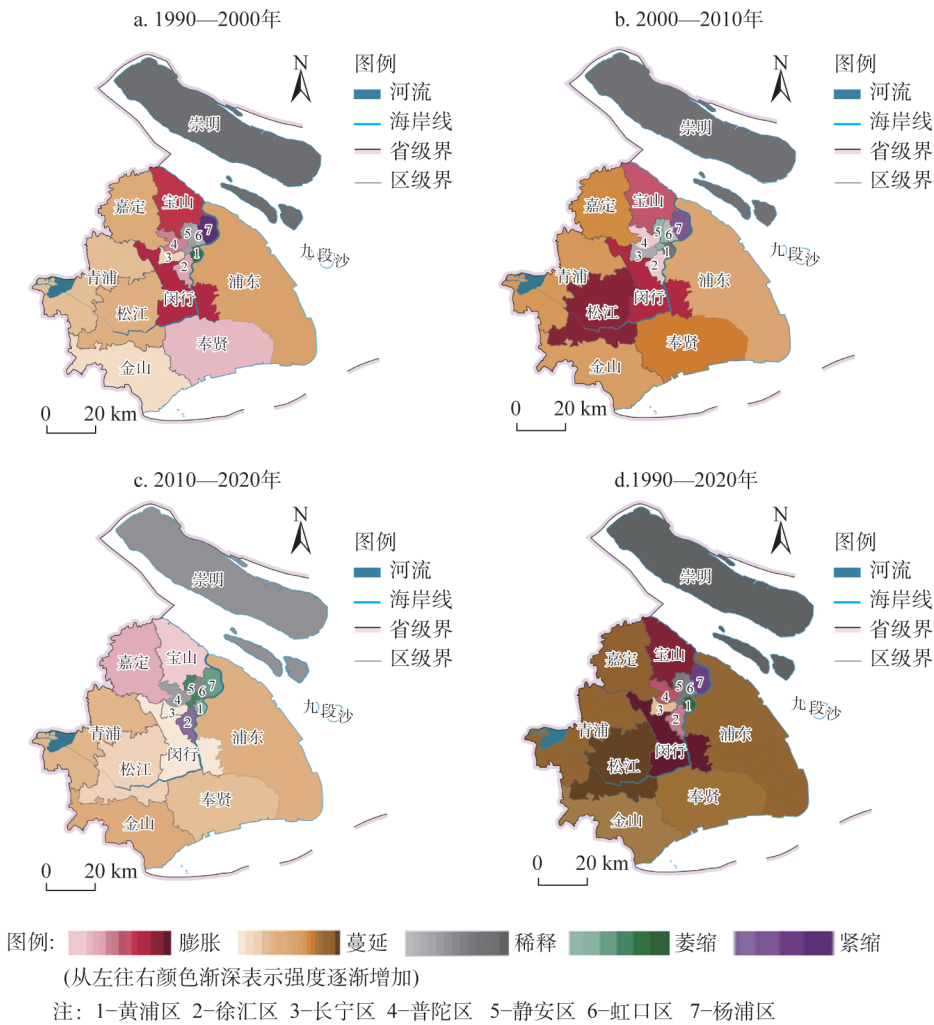 a. 1990—2000年
N
图例
河流
海岸线
省级界
区级界
崇明
嘉定
宝山
7
5
6
4
3
1
2
九段沙
青浦
浦东
闵行
松江
奉贤
金山
0 20 km
b. 2000—2010年
N
图例
河流
海岸线
省级界
区级界
崇明
嘉定
宝山
7
5
6
4
3
1
2
九段沙
青浦
浦东
闵行
松江
奉贤
金山
0 20 km
c. 2010—2020年
N
图例
河流
海岸线
省级界
区级界
崇明
嘉定
宝山
7
5
6
4
1
3
2
九段沙
青浦
浦东
闵行
松江
奉贤
金山
0 20 km
d.1990—2020年
N
图例
河流
海岸线
省级界
区级界
崇明
嘉定
宝山
7
5
6
4
3
1
2
九段沙
青浦
浦东
闵行
松江
奉贤
金山
0 20 km
图例: 膨胀 蔓延 稀释 萎缩 紧缩
(从左往右颜色渐深表示强度逐渐增加)
注: 1-黄浦区 2-徐汇区 3-长宁区 4-普陀区 5-静安区 6-虹口区 7-杨浦区